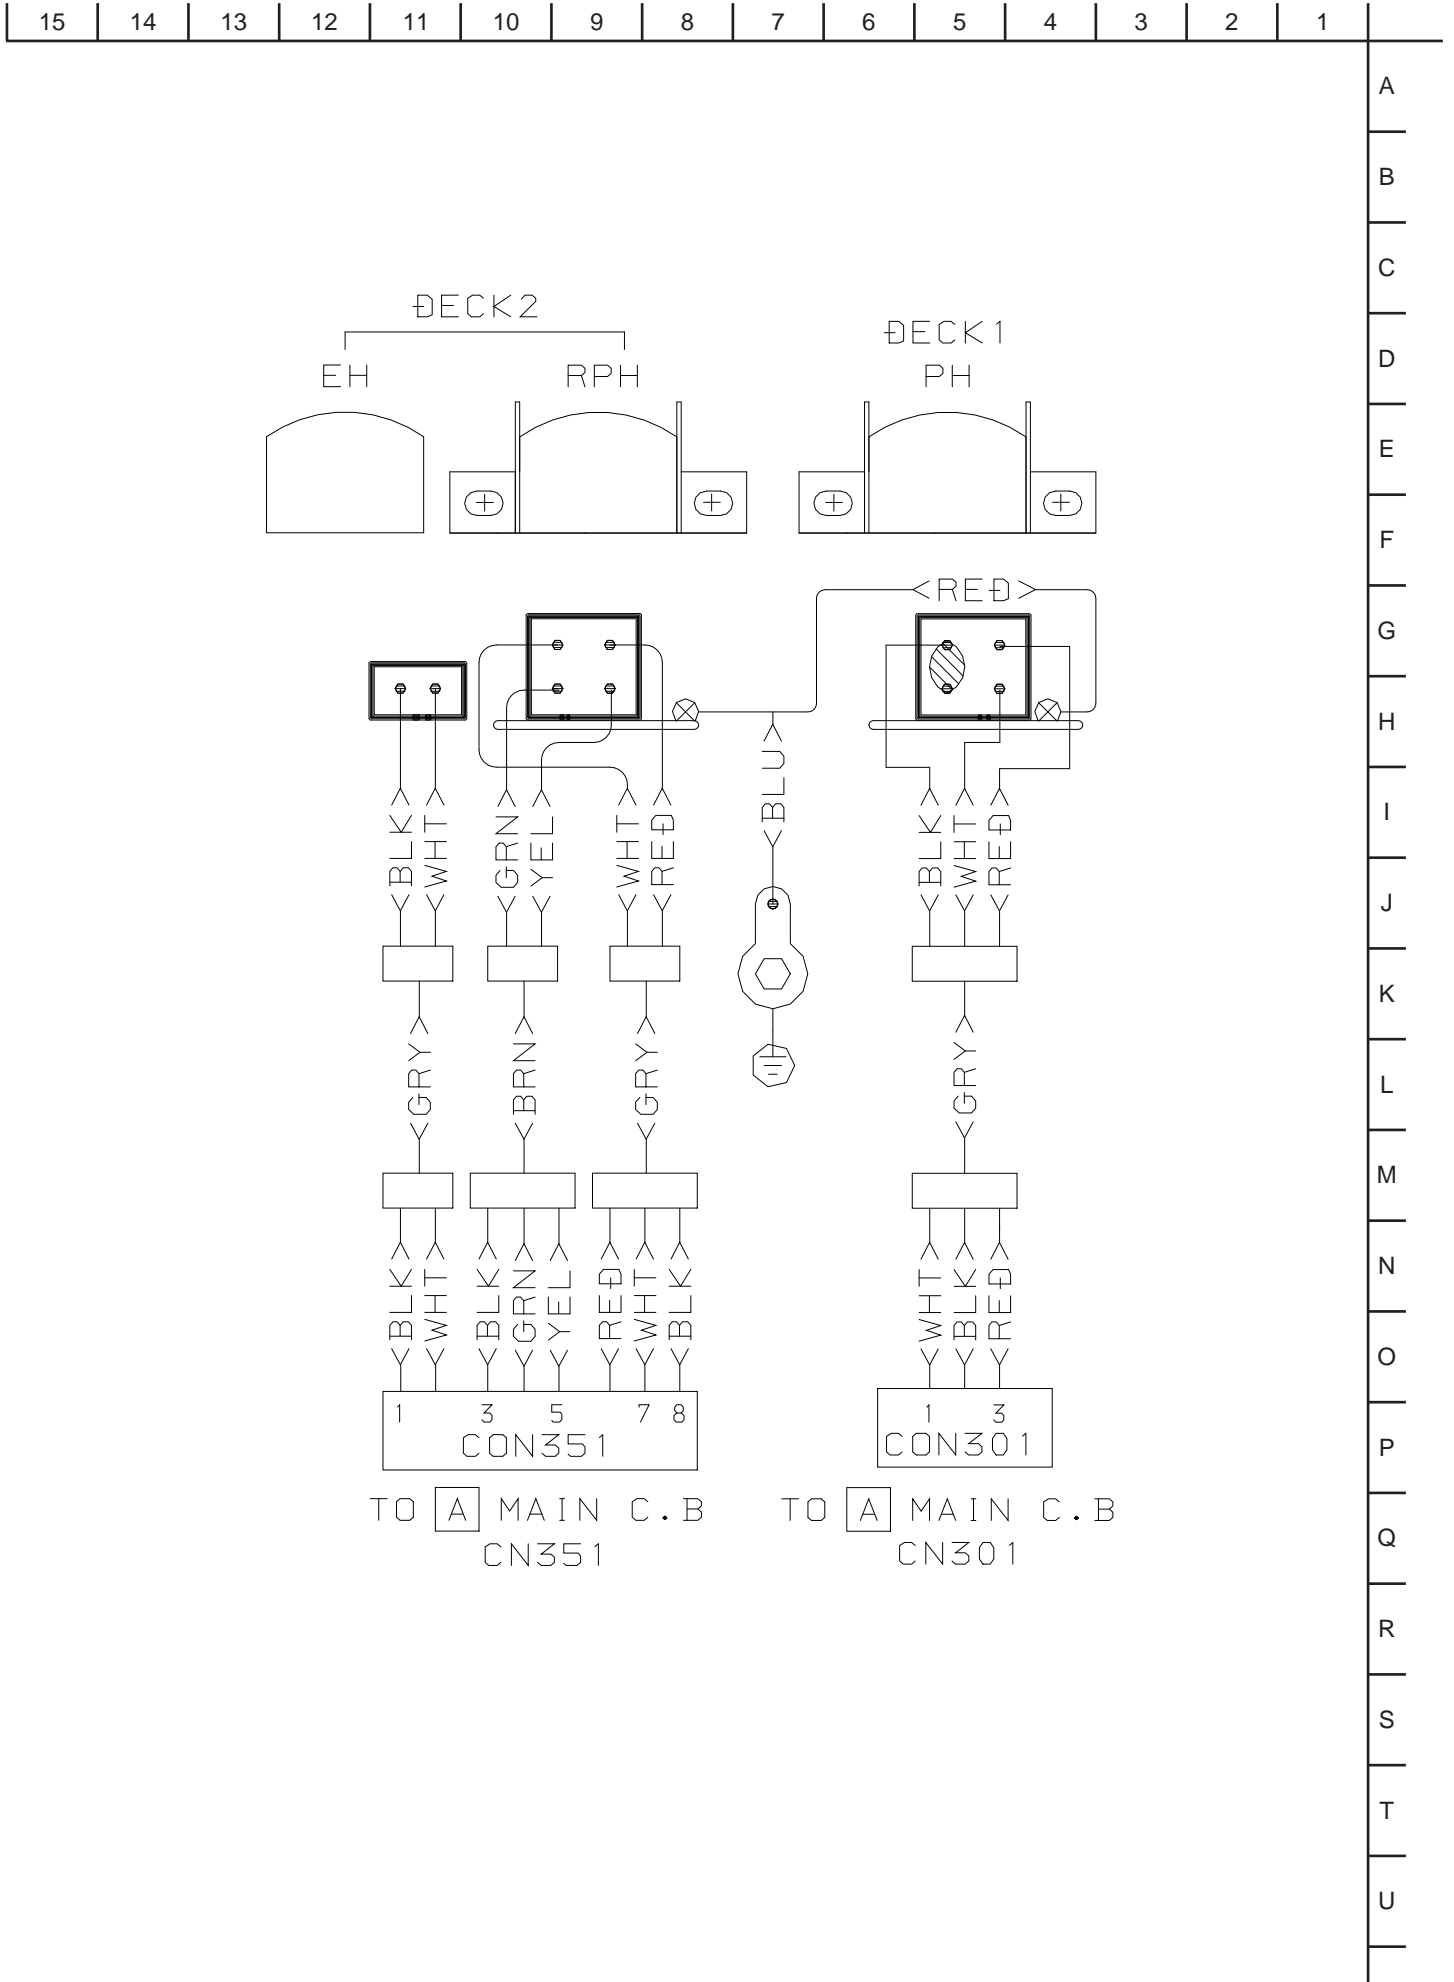 15 14 13 12 11 10 9 8 7 6 5 4 3 2 1
A
B
C
DECK2
DECK1
D
EH RPH PH
E
F
RED
G
H
BLU
I
BLK WHT GRN YEL WHT RED BLK WHT RED
J
K
GRY BRN GRY GRY
L
M
N
BLK WHT BLK GRN YEL RED WHT BLK WHT BLK RED
O
1 3 5 7 8 1 3
CON351 CON301
P
TO A MAIN C.B TO A MAIN C.B
CN351 CN301
Q
R
S
T
U